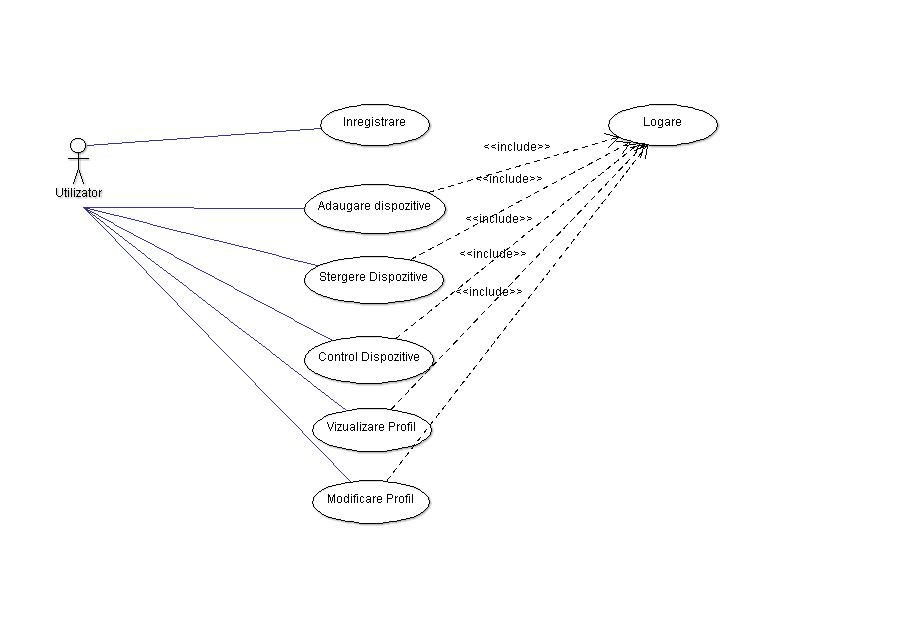 Inregistrare
Logare
<<include>>
<<include>>
Utilizator
Adaugare dispozitive
<<include>>
<<include>>
Stergere Dispozitive
<<include>>
Control Dispozitive
Vizualizare Profil
Modificare Profil